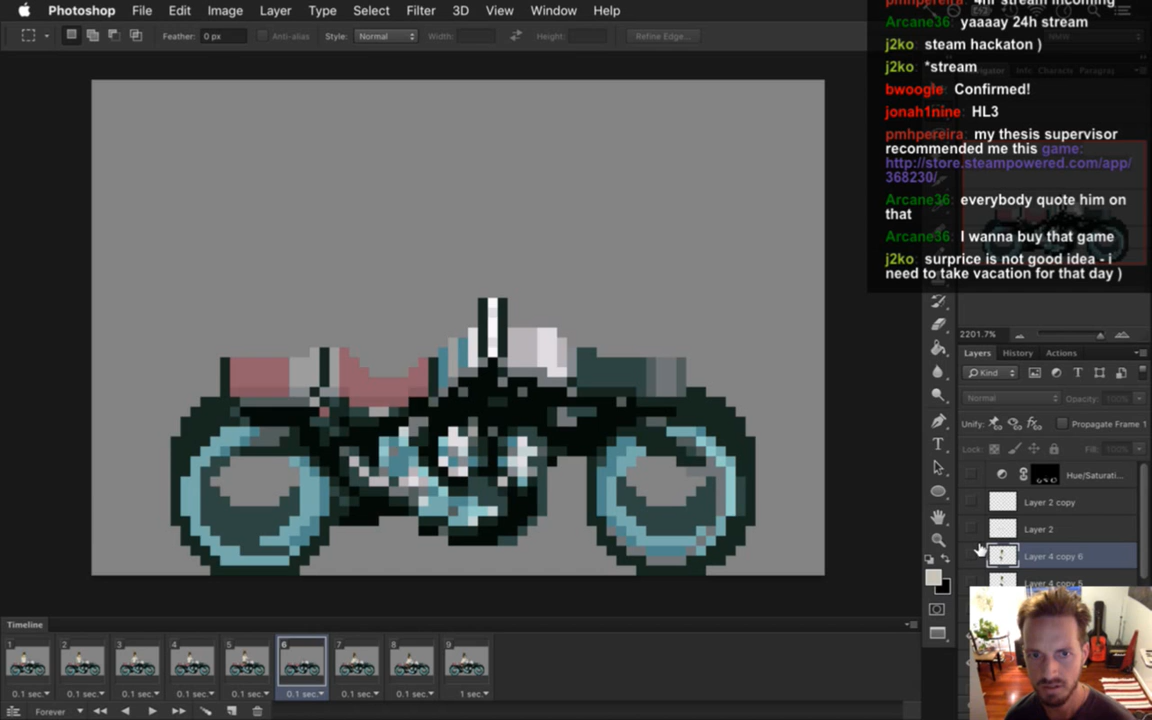 Photoshop File Edit Image Layer Type Select Filter 3D View Window Help
Feather: 0 px Anti-alias Style: Normal Width: Height: Refine Edge...
Arcane36: yaaaay 24h stream
j2ko: steam hackaton )
j2ko: *stream
bwoogle: Confirmed!
jonah1nine: HL3
pmhpereira: my thesis supervisor
recommended me this game:
http://store.steampowered.com/app/
368230/
Arcane36: everybody quote him on
that
Arcane36: I wanna buy that game
j2ko: surprice is not good idea - i
need to take vacation for that day )
2201.7%
Layers History Actions
Kind
Normal Opacity: 100%
Unify: Propagate Frame 1
Lock: Fill: 100%
Hue/Saturati...
Layer 2 copy
Layer 2
Layer 4 copy 6
Layer 4 copy 5
Timeline
1 2 3 4 5 6 7 8 9
0.1 sec. 0.1 sec. 0.1 sec. 0.1 sec. 0.1 sec. 0.1 sec. 0.1 sec. 0.1 sec. 1 sec.
Forever